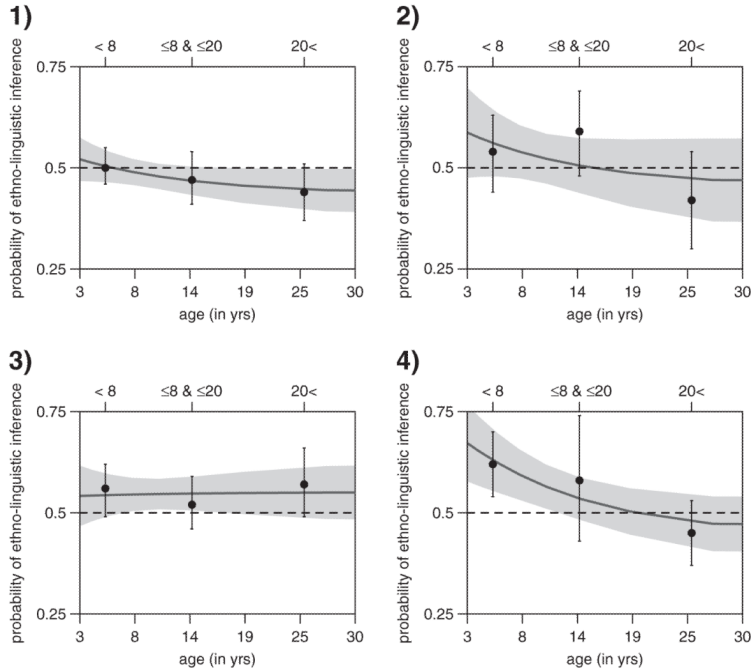 1)
< 8 ≤8 & ≤20 20<
probability of ethno-linguistic inference
0.75
0.5
0.25
3 8 14 19 25 30
age (in yrs)
2)
< 8 ≤8 & ≤20 20<
probability of ethno-linguistic inference
0.75
0.5
0.25
3 8 14 19 25 30
age (in yrs)
3)
< 8 ≤8 & ≤20 20<
probability of ethno-linguistic inference
0.75
0.5
0.25
3 8 14 19 25 30
age (in yrs)
4)
< 8 ≤8 & ≤20 20<
probability of ethno-linguistic inference
0.75
0.5
0.25
3 8 14 19 25 30
age (in yrs)